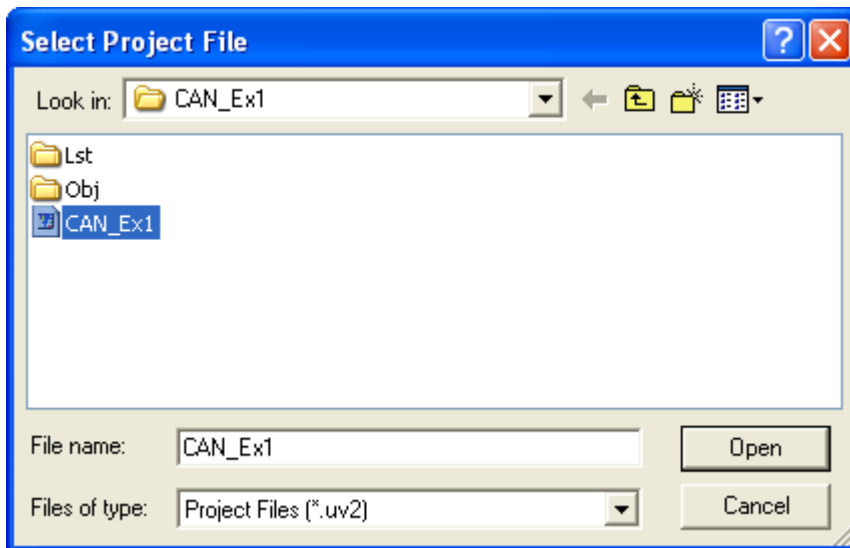 Select Project File
Look in: CAN_Ex1
Lst
Obj
CAN_Ex1
File name: CAN_Ex1 Open
Files of type: Project Files (*.uv2) Cancel